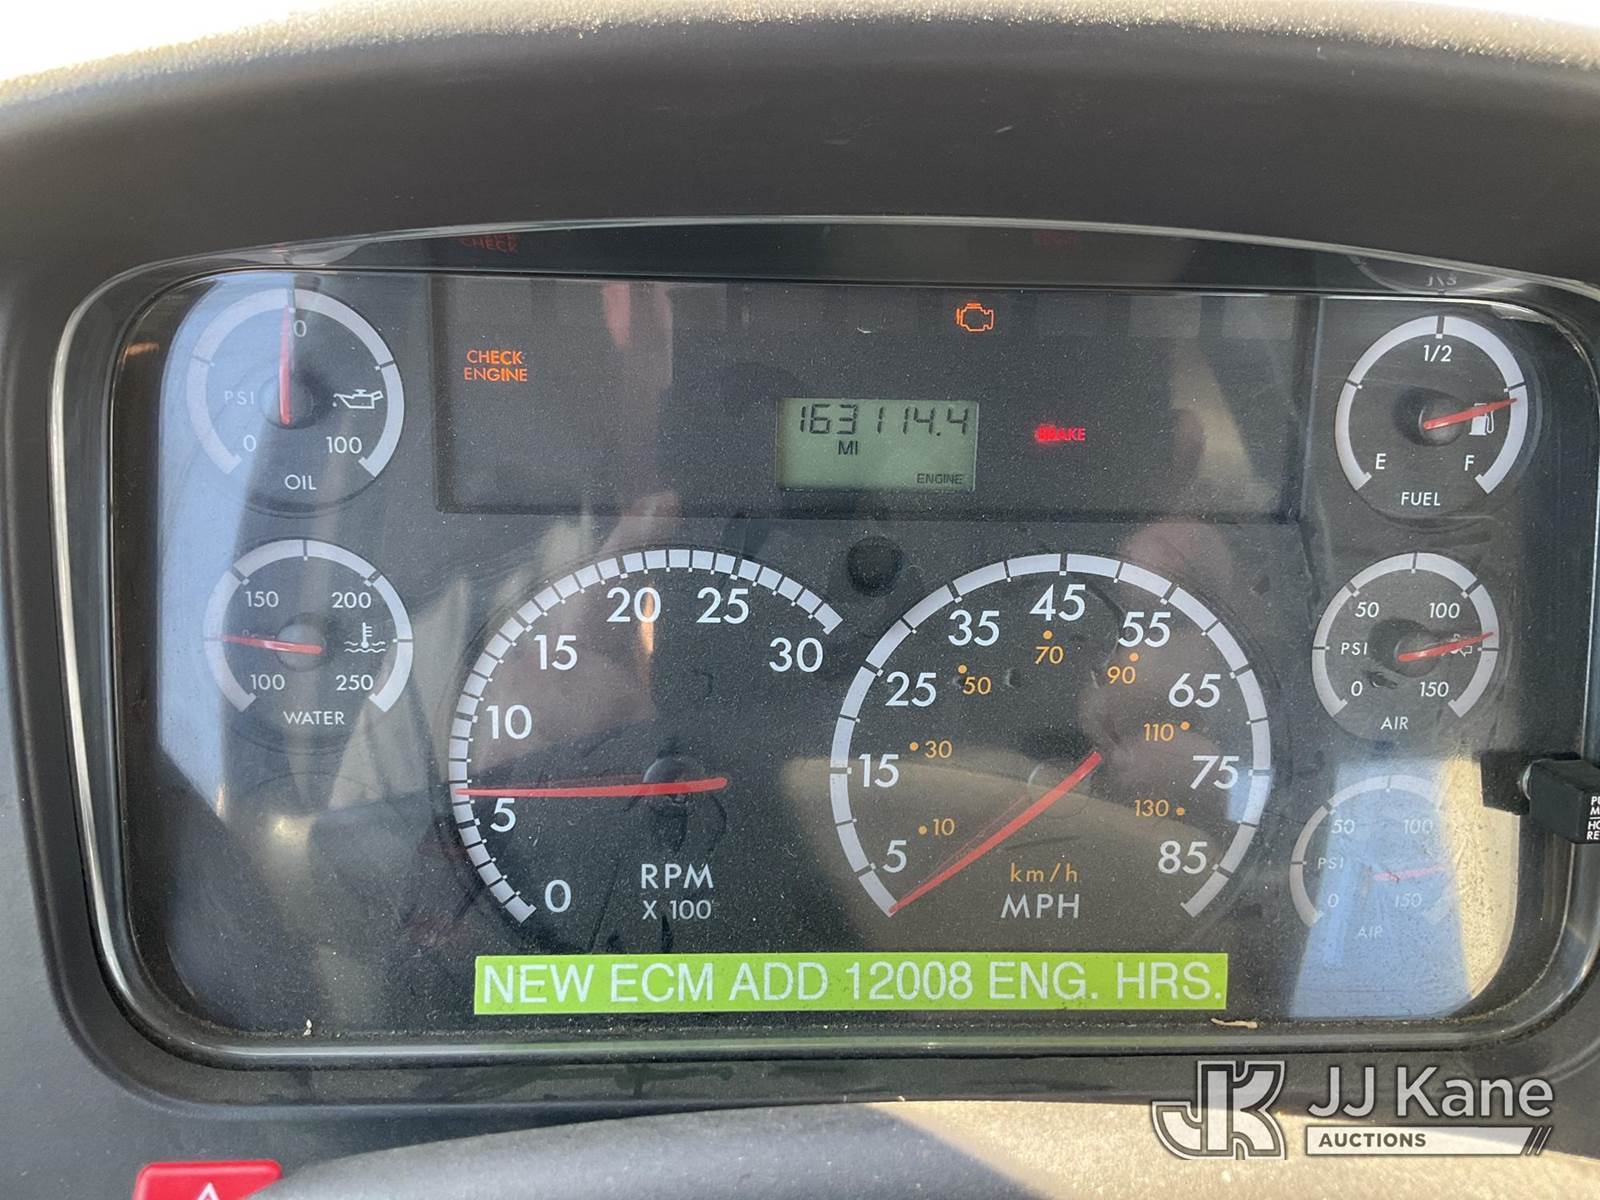 CHECK
ENGINE
163114.4
MI
ENGINE
BRAKE
0
PSI
0
100
OIL
150
200
100
250
WATER
0
5
10
15
20
25
30
RPM
X 100
5
15
25
35
45
55
65
75
85
10
30
50
70
90
110
130
km/h
MPH
1/2
E
F
FUEL
50
100
PSI
0
150
AIR
50
100
PSI
0
150
AIR
NEW ECM ADD 12008 ENG. HRS.
JK JJ Kane
AUCTIONS